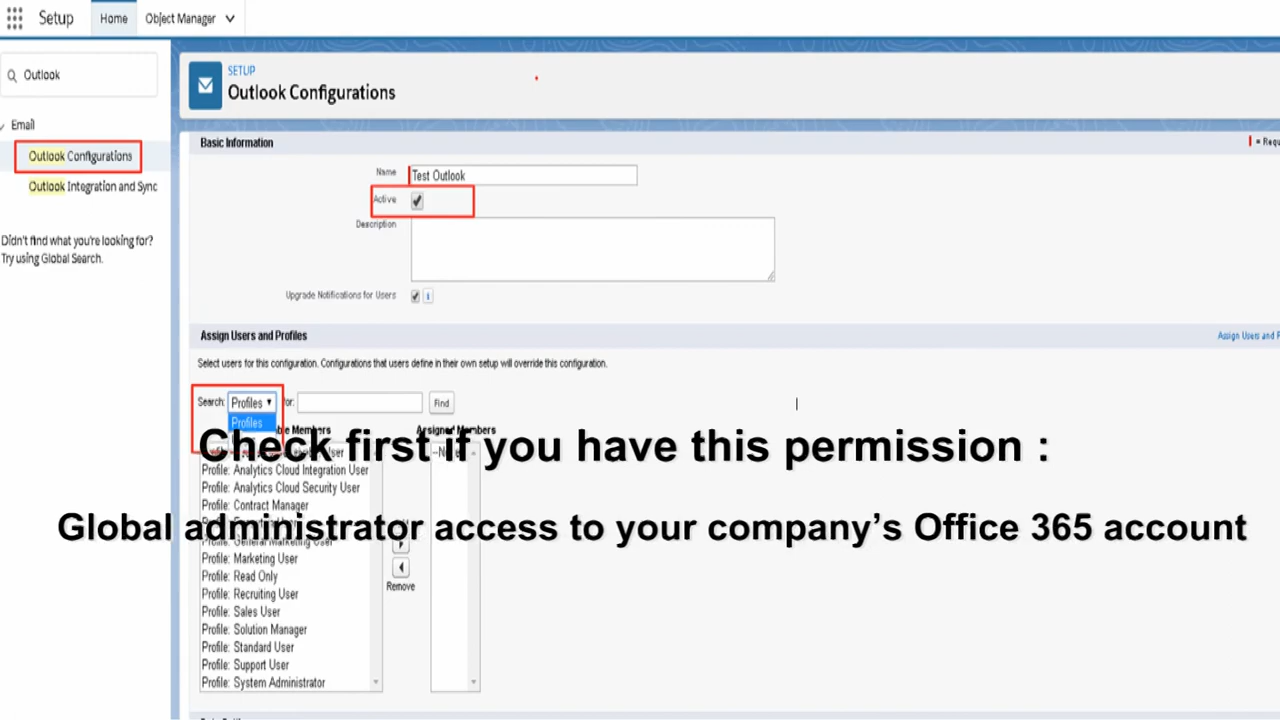 Setup
Home
Object Manager
Outlook
SETUP
Outlook Configurations
Email
Outlook Configurations
Outlook Integration and Sync
Didn't find what you're looking for?
Try using Global Search.
Basic Information
= Requ
Name
Test Outlook
Active
Description
Upgrade Notifications for Users
i
Assign Users and Profiles
Assign Users and P
Select users for this configuration. Configurations that users define in their own setup will override this configuration.
Search:
Profiles
for:
Find
Profiles
Members
Assigned Members
Check first if you have this permission :
Profile: Analytics Cloud Integration User
Profile: Analytics Cloud Security User
Profile: Contract Manager
Global administrator access to your company's Office 365 account
Profile: Marketing User
Profile: Read Only
Remove
Profile: Recruiting User
Profile: Sales User
Profile: Solution Manager
Profile: Standard User
Profile: Support User
Profile: System Administrator